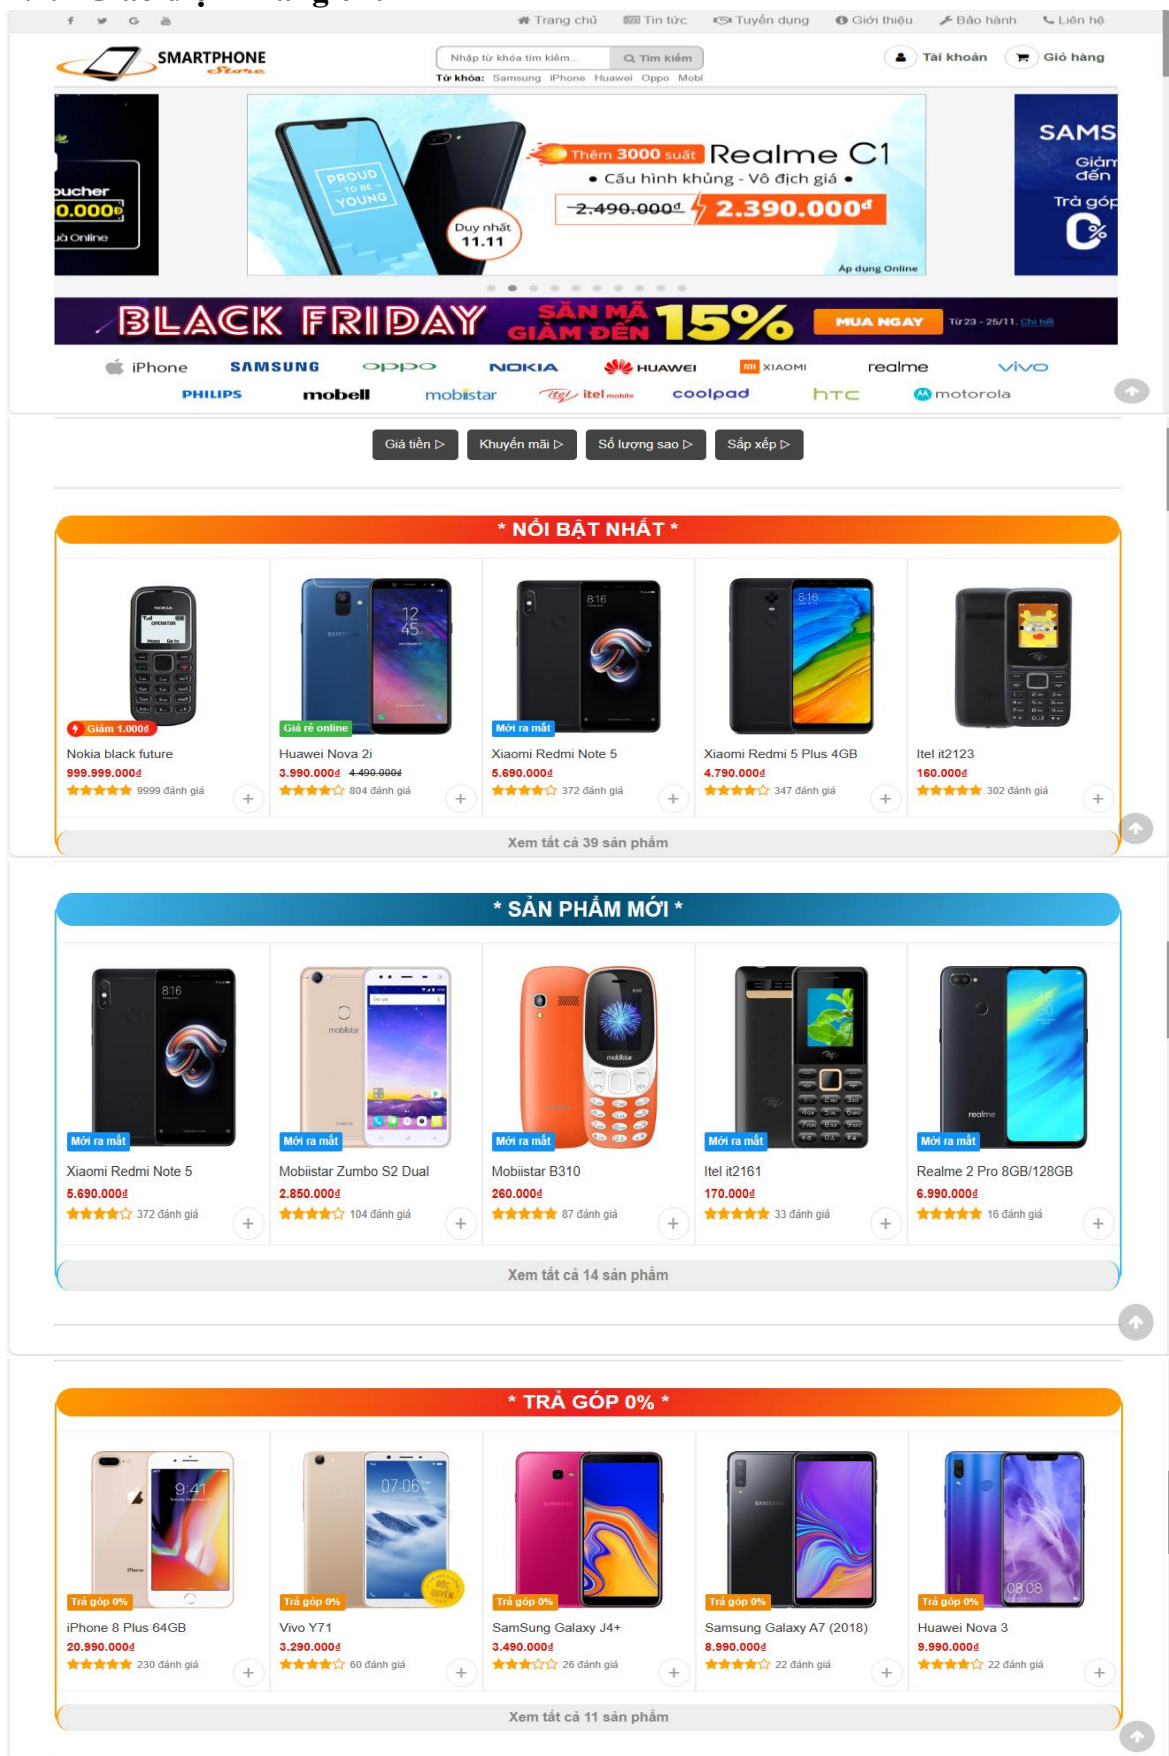 Trang chủ Tin tức Tuyển dụng Giới thiệu Bảo hành Liên hệ
SMARTPHONE
Store
Nhập từ khóa tìm kiếm... Tìm kiếm
Tài khoản Giỏ hàng
Từ khóa: Samsung iPhone Huawei Oppo Mobi
oucher
0.000₫
uà Online
PROUD
TO BE
YOUNG
Duy nhất
11.11
Thêm 3000 suất Realme C1
• Cấu hình khủng - Vô địch giá •
2.490.000đ 2.390.000đ
Áp dụng Online
SAMS
Giảm
đến
Trả góp
0%
BLACK FRIDAY SĂN MÃ GIẢM ĐẾN 15% MUA NGAY Từ 23 - 25/11. Chi tiết
iPhone SAMSUNG oppo NOKIA HUAWEI mi XIAOMI realme vivo
PHILIPS mobell mobiistar itel itel mobile coolpad hTC motorola
Giá tiền ▷ Khuyến mãi ▷ Số lượng sao ▷ Sắp xếp ▷
* NỔI BẬT NHẤT *
Giảm 1.000₫ Giá rẻ online Mới ra mắt
Nokia black future Huawei Nova 2i Xiaomi Redmi Note 5 Xiaomi Redmi 5 Plus 4GB Itel it2123
999.999.000₫ 3.990.000₫ 4.490.000₫ 5.690.000₫ 4.790.000₫ 160.000₫
9999 đánh giá 804 đánh giá 372 đánh giá 347 đánh giá 302 đánh giá
Xem tất cả 39 sản phẩm
* SẢN PHẨM MỚI *
Mới ra mắt Mới ra mắt Mới ra mắt Mới ra mắt Mới ra mắt
Xiaomi Redmi Note 5 Mobiistar Zumbo S2 Dual Mobiistar B310 Itel it2161 Realme 2 Pro 8GB/128GB
5.690.000₫ 2.850.000₫ 260.000₫ 170.000₫ 6.990.000₫
372 đánh giá 104 đánh giá 87 đánh giá 33 đánh giá 16 đánh giá
Xem tất cả 14 sản phẩm
* TRẢ GÓP 0% *
Trả góp 0% Trả góp 0% Trả góp 0% Trả góp 0% Trả góp 0%
iPhone 8 Plus 64GB Vivo Y71 SamSung Galaxy J4+ Samsung Galaxy A7 (2018) Huawei Nova 3
20.990.000₫ 3.290.000₫ 3.490.000₫ 8.990.000₫ 9.990.000₫
230 đánh giá 60 đánh giá 26 đánh giá 22 đánh giá 22 đánh giá
Xem tất cả 11 sản phẩm